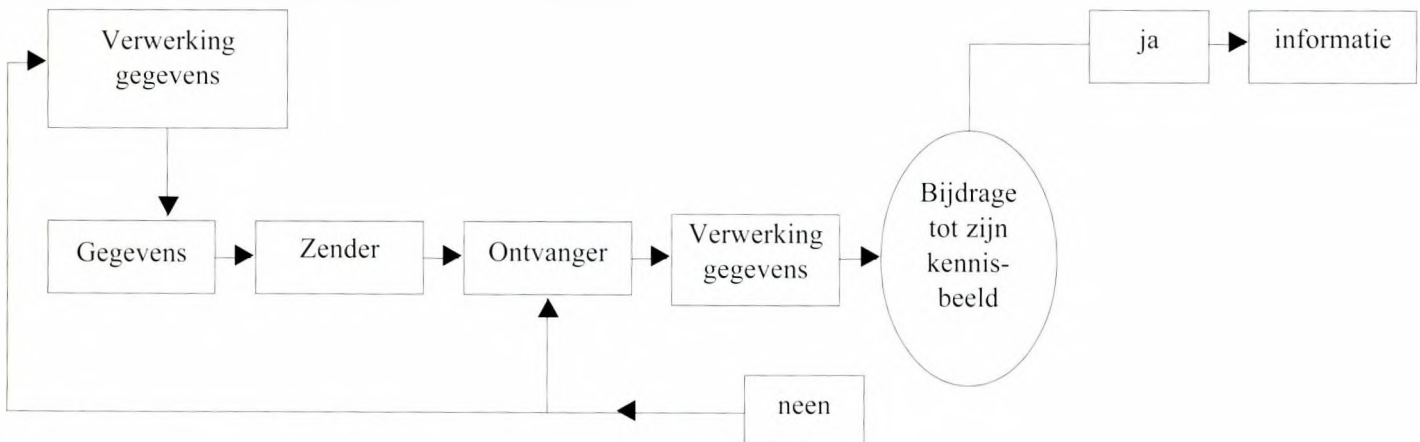 Verwerking
gegevens
ja
informatie
Gegevens
Zender
Ontvanger
Verwerking
gegevens
Bijdrage
tot zijn
kennis-
beeld
neen